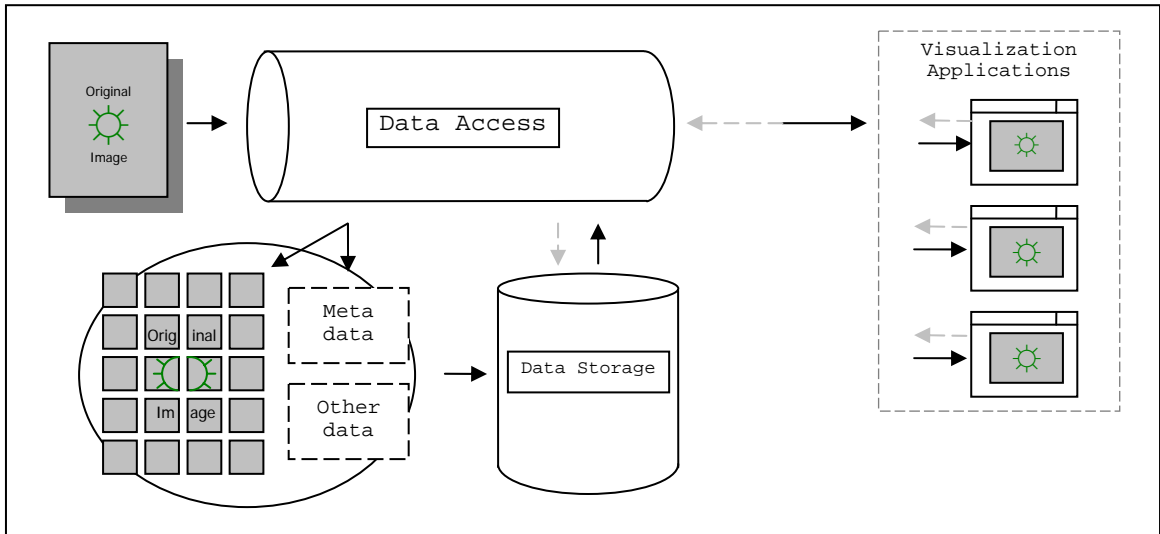 Original
Image
Data Access
Visualization
Applications
Orig inal
Im age
Meta
data
Other
data
Data Storage